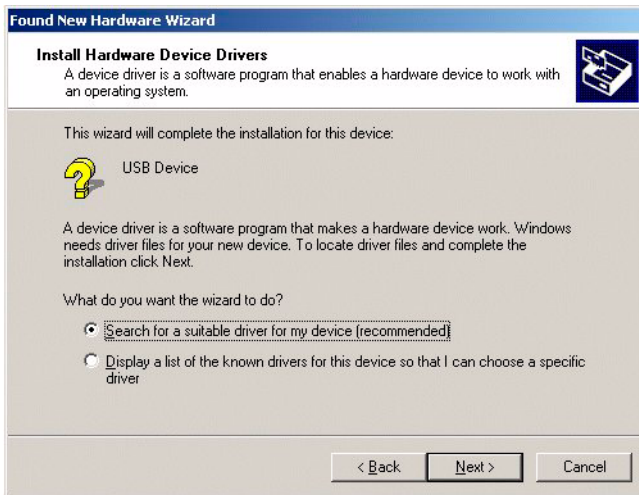 Found New Hardware Wizard
Install Hardware Device Drivers
A device driver is a software program that enables a hardware device to work with
an operating system.
This wizard will complete the installation for this device:
USB Device
A device driver is a software program that makes a hardware device work. Windows
needs driver files for your new device. To locate driver files and complete the
installation click Next.
What do you want the wizard to do?
Search for a suitable driver for my device (recommended)
Display a list of the known drivers for this device so that I can choose a specific
driver
< Back
Next >
Cancel